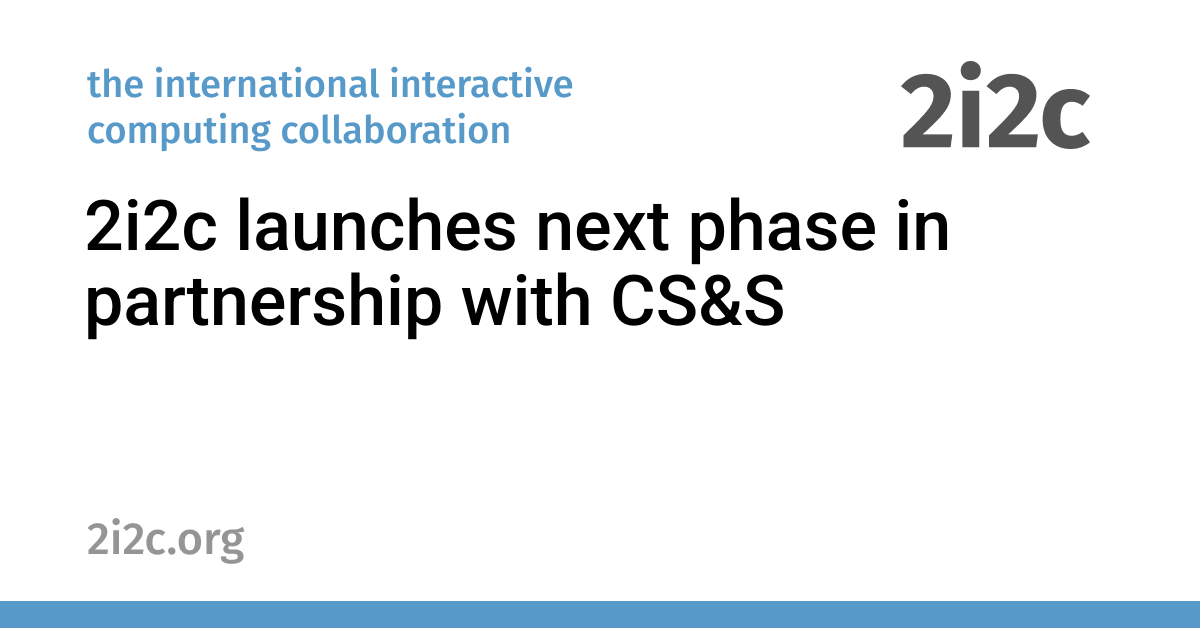 the international interactive
computing collaboration
2i2c
2i2c launches next phase in
partnership with CS&S
2i2c.org